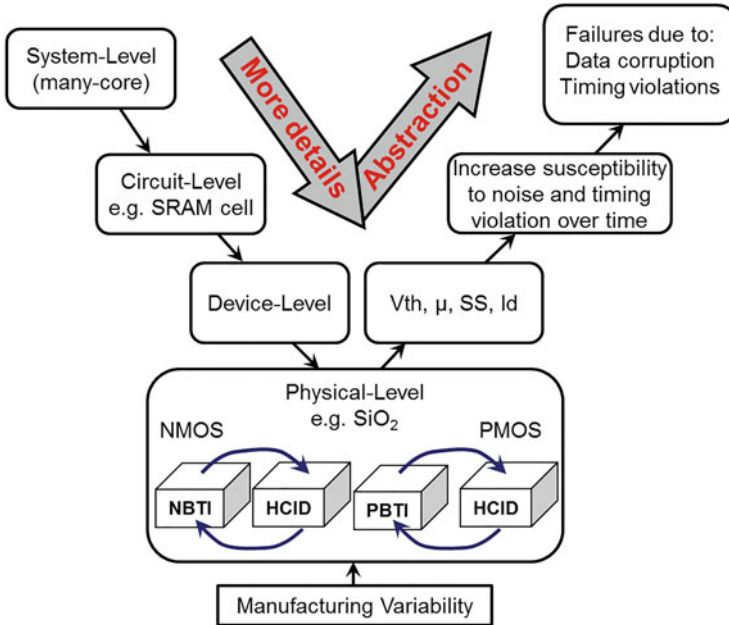 System-Level
(many-core)
Failures due to:
Data corruption
Timing violations
More details
Abstraction
Circuit-Level
e.g. SRAM cell
Increase susceptibility
to noise and timing
violation over time
Device-Level
Vth, µ, SS, Id
Physical-Level
e.g. SiO₂
NMOS
PMOS
NBTI
HCID
PBTI
HCID
Manufacturing Variability